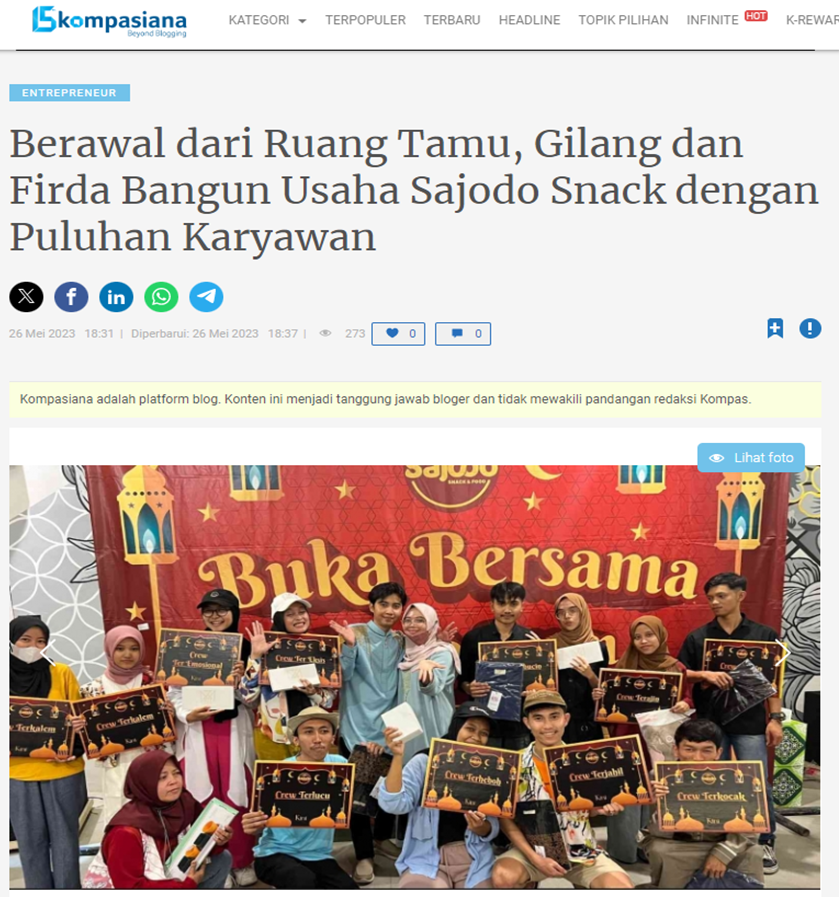 15 kompasiana
Beyond Blogging
KATEGORI TERPOPULER TERBARU HEADLINE TOPIK PILIHAN INFINITE HOT K-REWAR
ENTREPRENEUR
Berawal dari Ruang Tamu, Gilang dan
Firda Bangun Usaha Sajodo Snack dengan
Puluhan Karyawan
26 Mei 2023 18:31 | Diperbarui: 26 Mei 2023 18:37 | 273 0 0
Kompasiana adalah platform blog. Konten ini menjadi tanggung jawab bloger dan tidak mewakili pandangan redaksi Kompas.
Lihat foto
Sajodo
SNACK & FOOD
Buka Bersama
Crew
Ter Emosional
Crew
Crew Terajin
Crew
Terkalem
Crew Terkalem
Crew Terlucu
Crew Terheboh
Crew Terjahil
Crew Terkocak